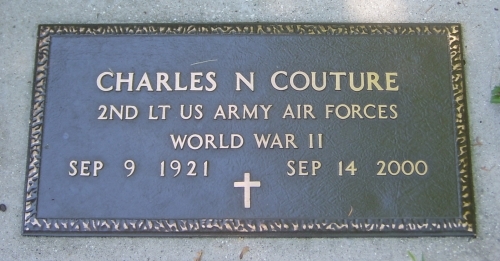 CHARLES N COUTURE
2ND LT US ARMY AIR FORCES
WORLD WAR II
SEP 9 1921 SEP 14 2000